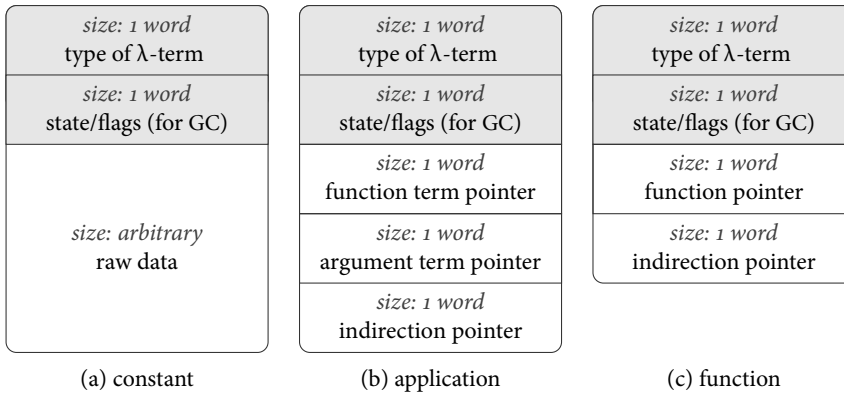 size: 1 word
type of λ-term
size: 1 word
state/flags (for GC)
size: arbitrary
raw data
(a) constant
size: 1 word
type of λ-term
size: 1 word
state/flags (for GC)
size: 1 word
function term pointer
size: 1 word
argument term pointer
size: 1 word
indirection pointer
(b) application
size: 1 word
type of λ-term
size: 1 word
state/flags (for GC)
size: 1 word
function pointer
size: 1 word
indirection pointer
(c) function